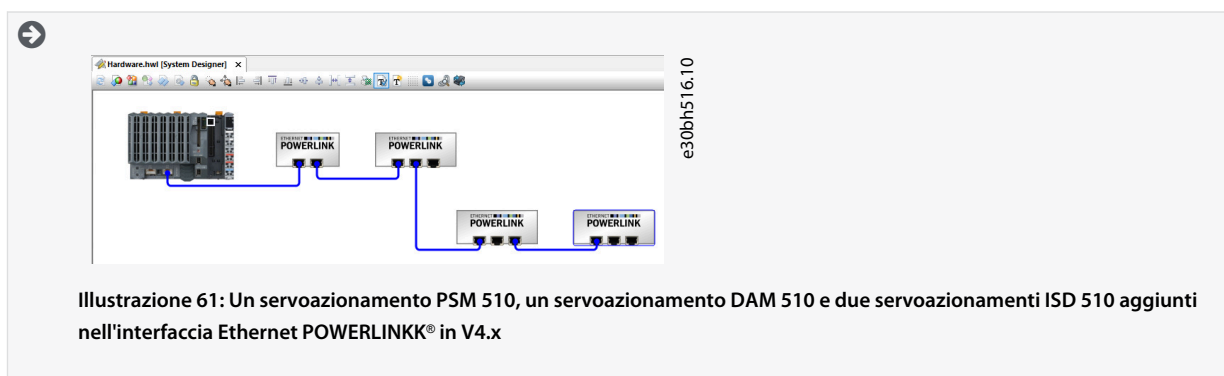 Hardware.hwl [System Designer] x
e30bh516.10
ETHERNET
POWERLINK
ETHERNET
POWERLINK
ETHERNET
POWERLINK
ETHERNET
POWERLINK
Illustrazione 61: Un servoazionamento PSM 510, un servoazionamento DAM 510 e due servoazionamenti ISD 510 aggiunti
nell'interfaccia Ethernet POWERLINKK® in V4.x